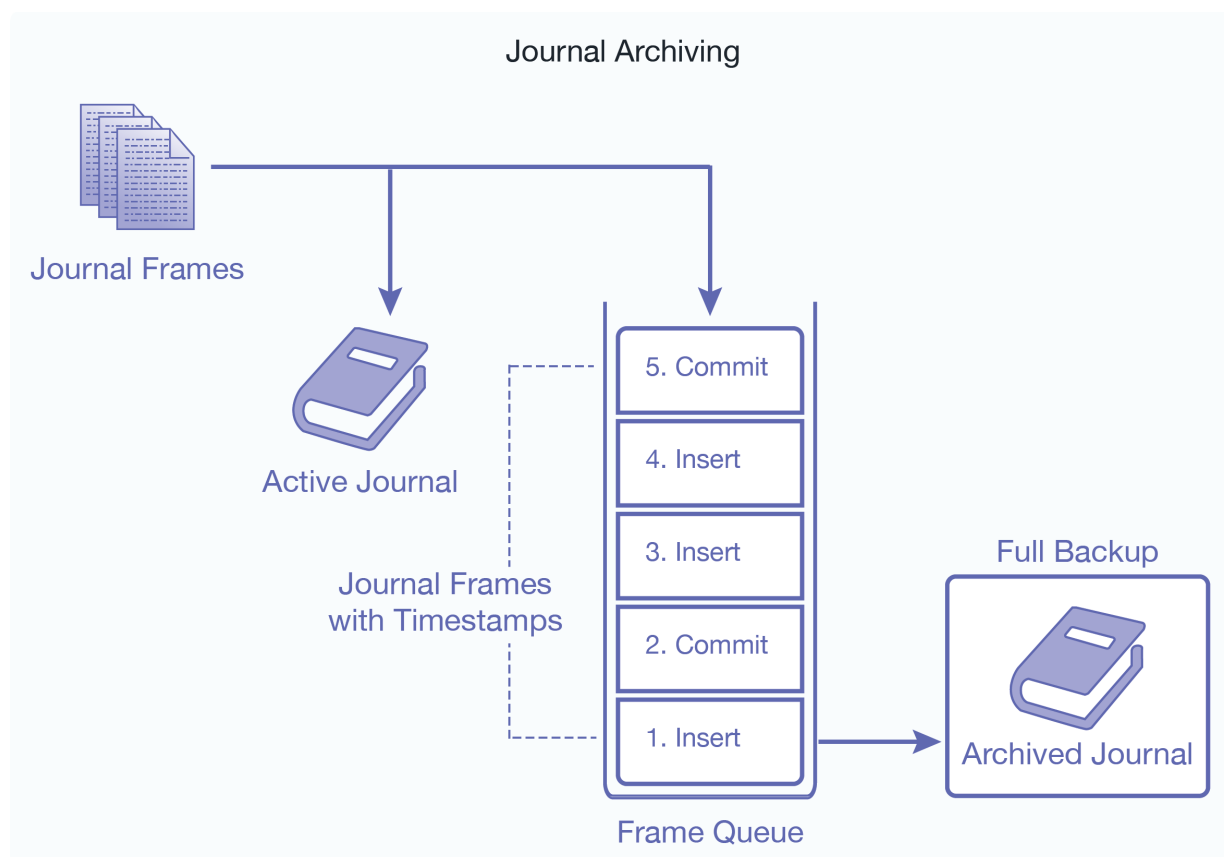 Journal Archiving
Journal Frames
Active Journal
Journal Frames
with Timestamps
5. Commit
4. Insert
3. Insert
2. Commit
1. Insert
Frame Queue
Full Backup
Archived Journal